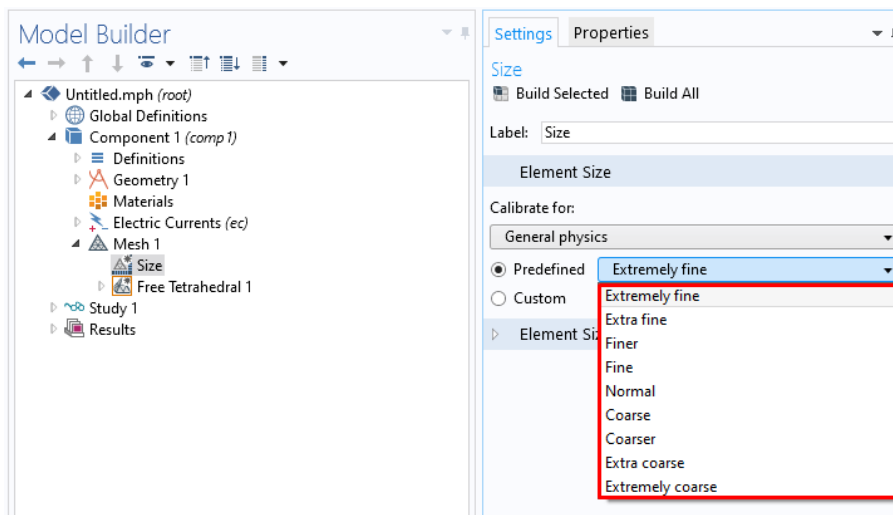 Model Builder
Untitled.mph (root)
Global Definitions
Component 1 (comp1)
Definitions
Geometry 1
Materials
Electric Currents (ec)
Mesh 1
Size
Free Tetrahedral 1
Study 1
Results
Settings Properties
Size
Build Selected Build All
Label: Size
Element Size
Calibrate for:
General physics
Predefined Extremely fine
Custom
Element Siz
Extremely fine
Extra fine
Finer
Fine
Normal
Coarse
Coarser
Extra coarse
Extremely coarse